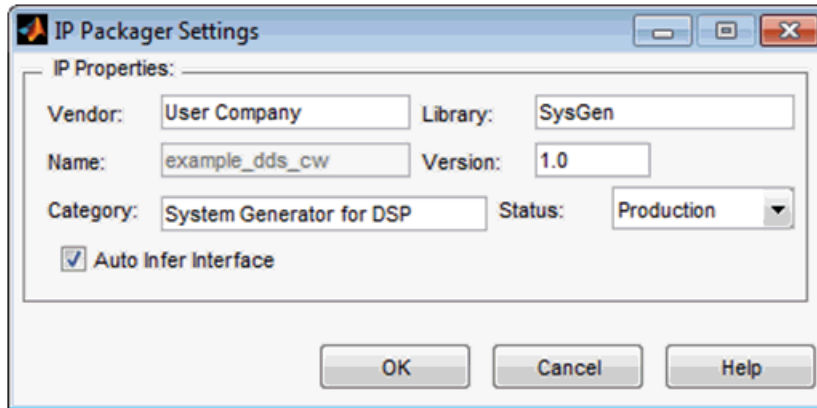 IP Packager Settings
IP Properties:
Vendor: User Company Library: SysGen
Name: example_dds_cw Version: 1.0
Category: System Generator for DSP Status: Production
Auto Infer Interface
OK Cancel Help